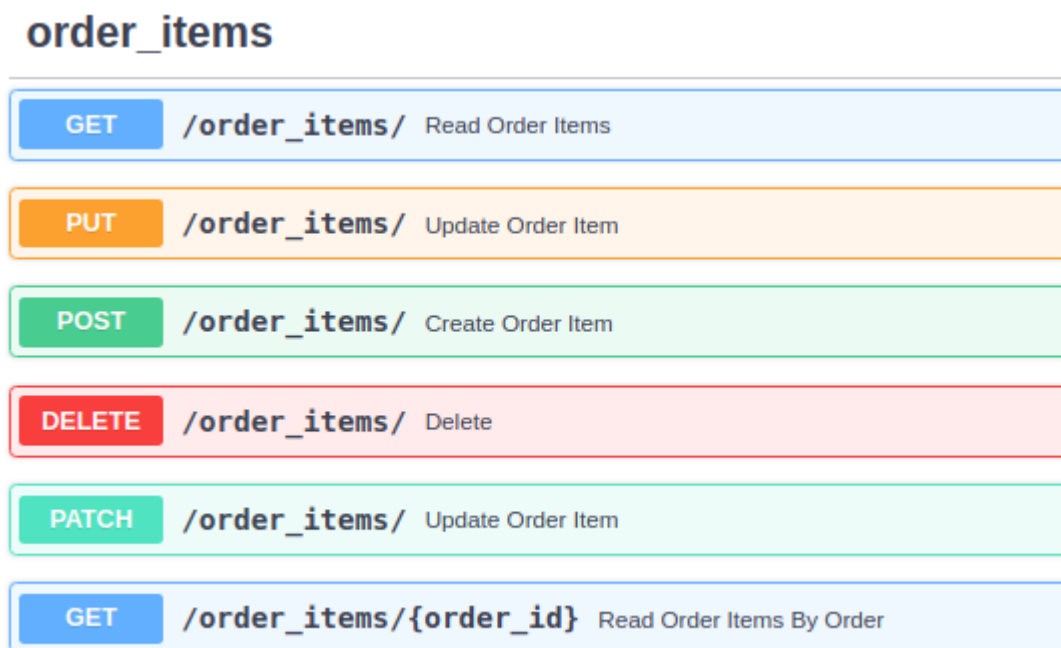 order_items
GET /order_items/ Read Order Items
PUT /order_items/ Update Order Item
POST /order_items/ Create Order Item
DELETE /order_items/ Delete
PATCH /order_items/ Update Order Item
GET /order_items/{order_id} Read Order Items By Order